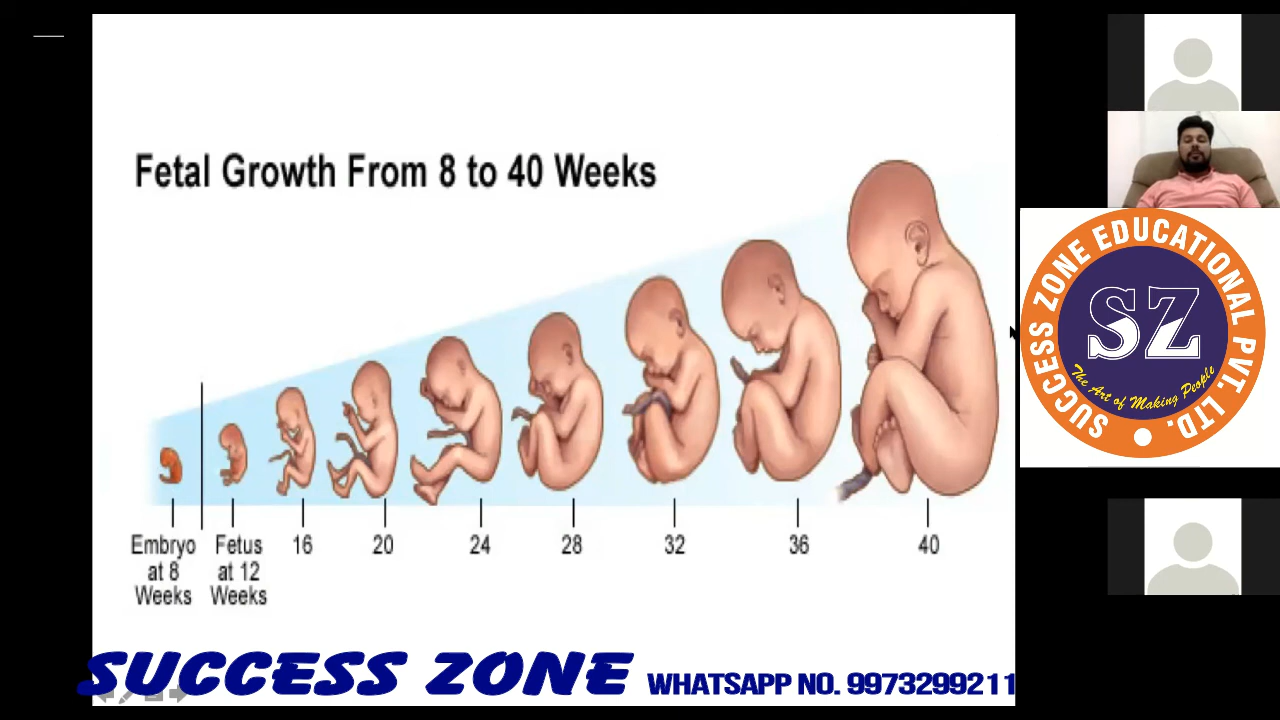 Fetal Growth From 8 to 40 Weeks
Embryo at 8 Weeks
Fetus at 12 Weeks
16
20
24
28
32
36
40
SUCCESS ZONE WHATSAPP NO. 9973299211
SUCCESS ZONE EDUCATIONAL PVT. LTD.
SZ
The Art of Making People